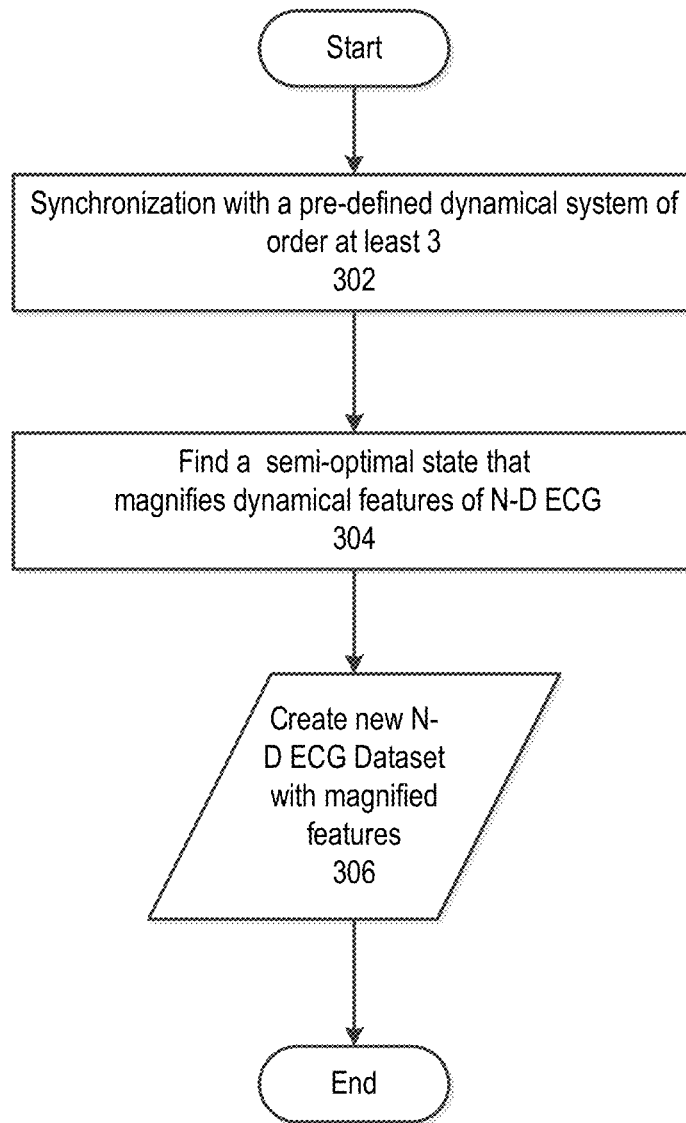 Start
Synchronization with a pre-defined dynamical system of
order at least 3
302
Find a semi-optimal state that
magnifies dynamical features of N-D ECG
304
Create new N-
D ECG Dataset
with magnified
features
306
End